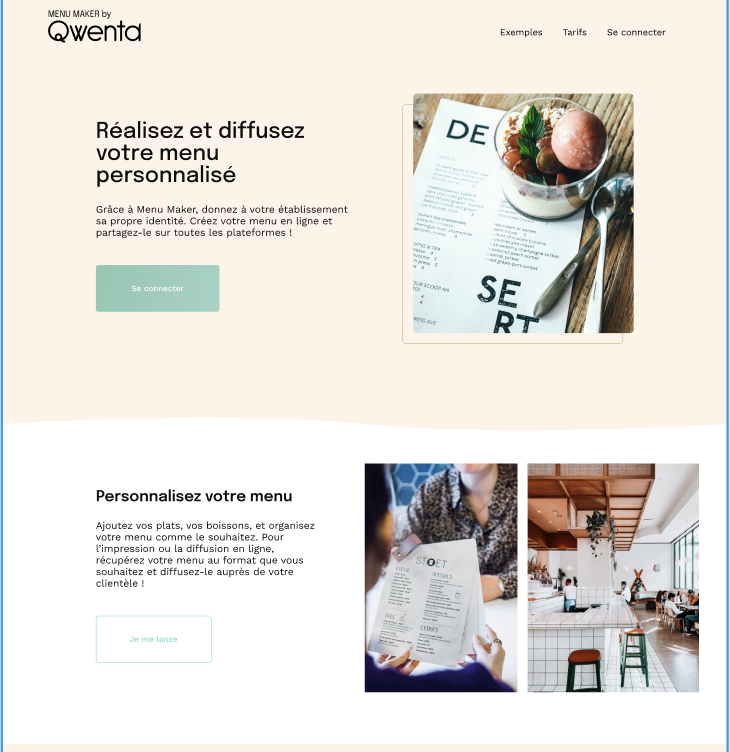 MENU MAKER by
Qwenta
Exemples Tarifs Se connecter
Réalisez et diffusez
votre menu
personnalisé
Grâce à Menu Maker, donnez à votre établissement
sa propre identité. Créez votre menu en ligne et
partagez-le sur toutes les plateformes !
Se connecter
DE
SE
RT
Personnalisez votre menu
Ajoutez vos plats, vos boissons, et organisez
votre menu comme le souhaitez. Pour
l'impression ou la diffusion en ligne,
récupérez votre menu au format que vous
souhaitez et diffusez-le auprès de votre
clientèle !
Je me lance
SPECIALS